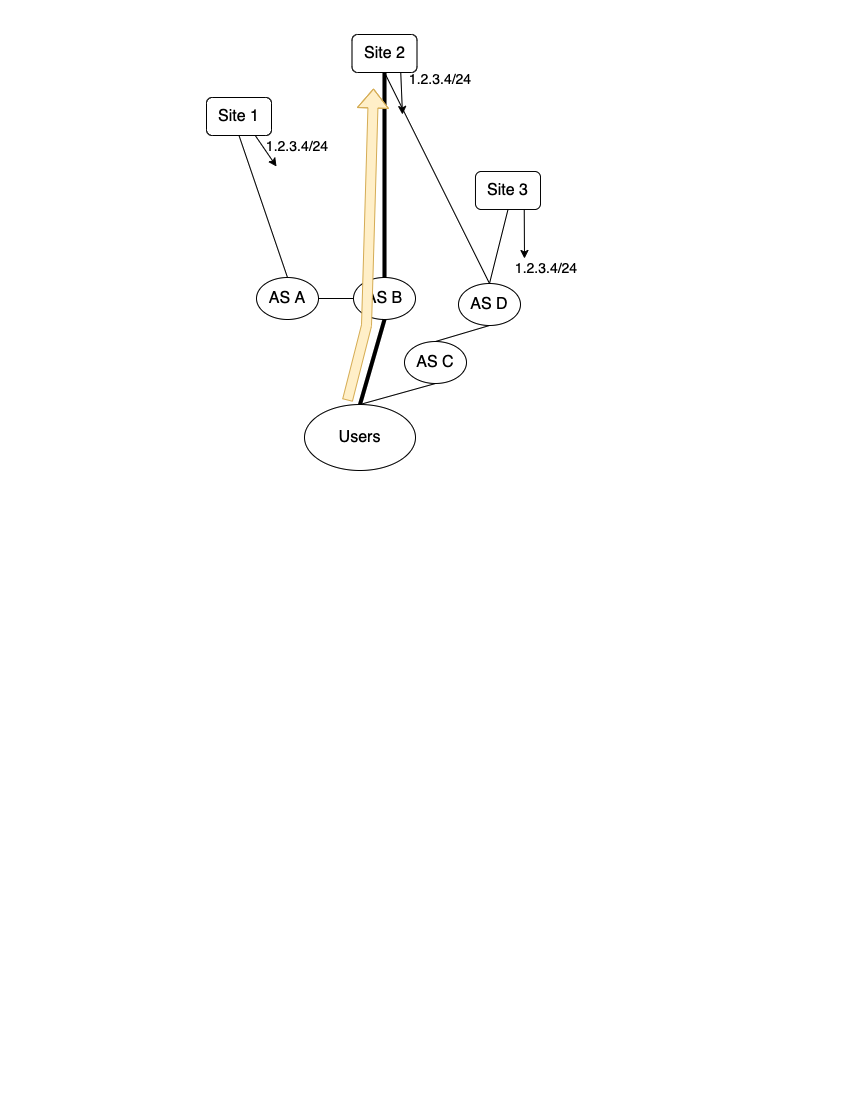 Site 2
1.2.3.4/24
Site 1
1.2.3.4/24
Site 3
1.2.3.4/24
AS A
AS B
AS D
AS C
Users